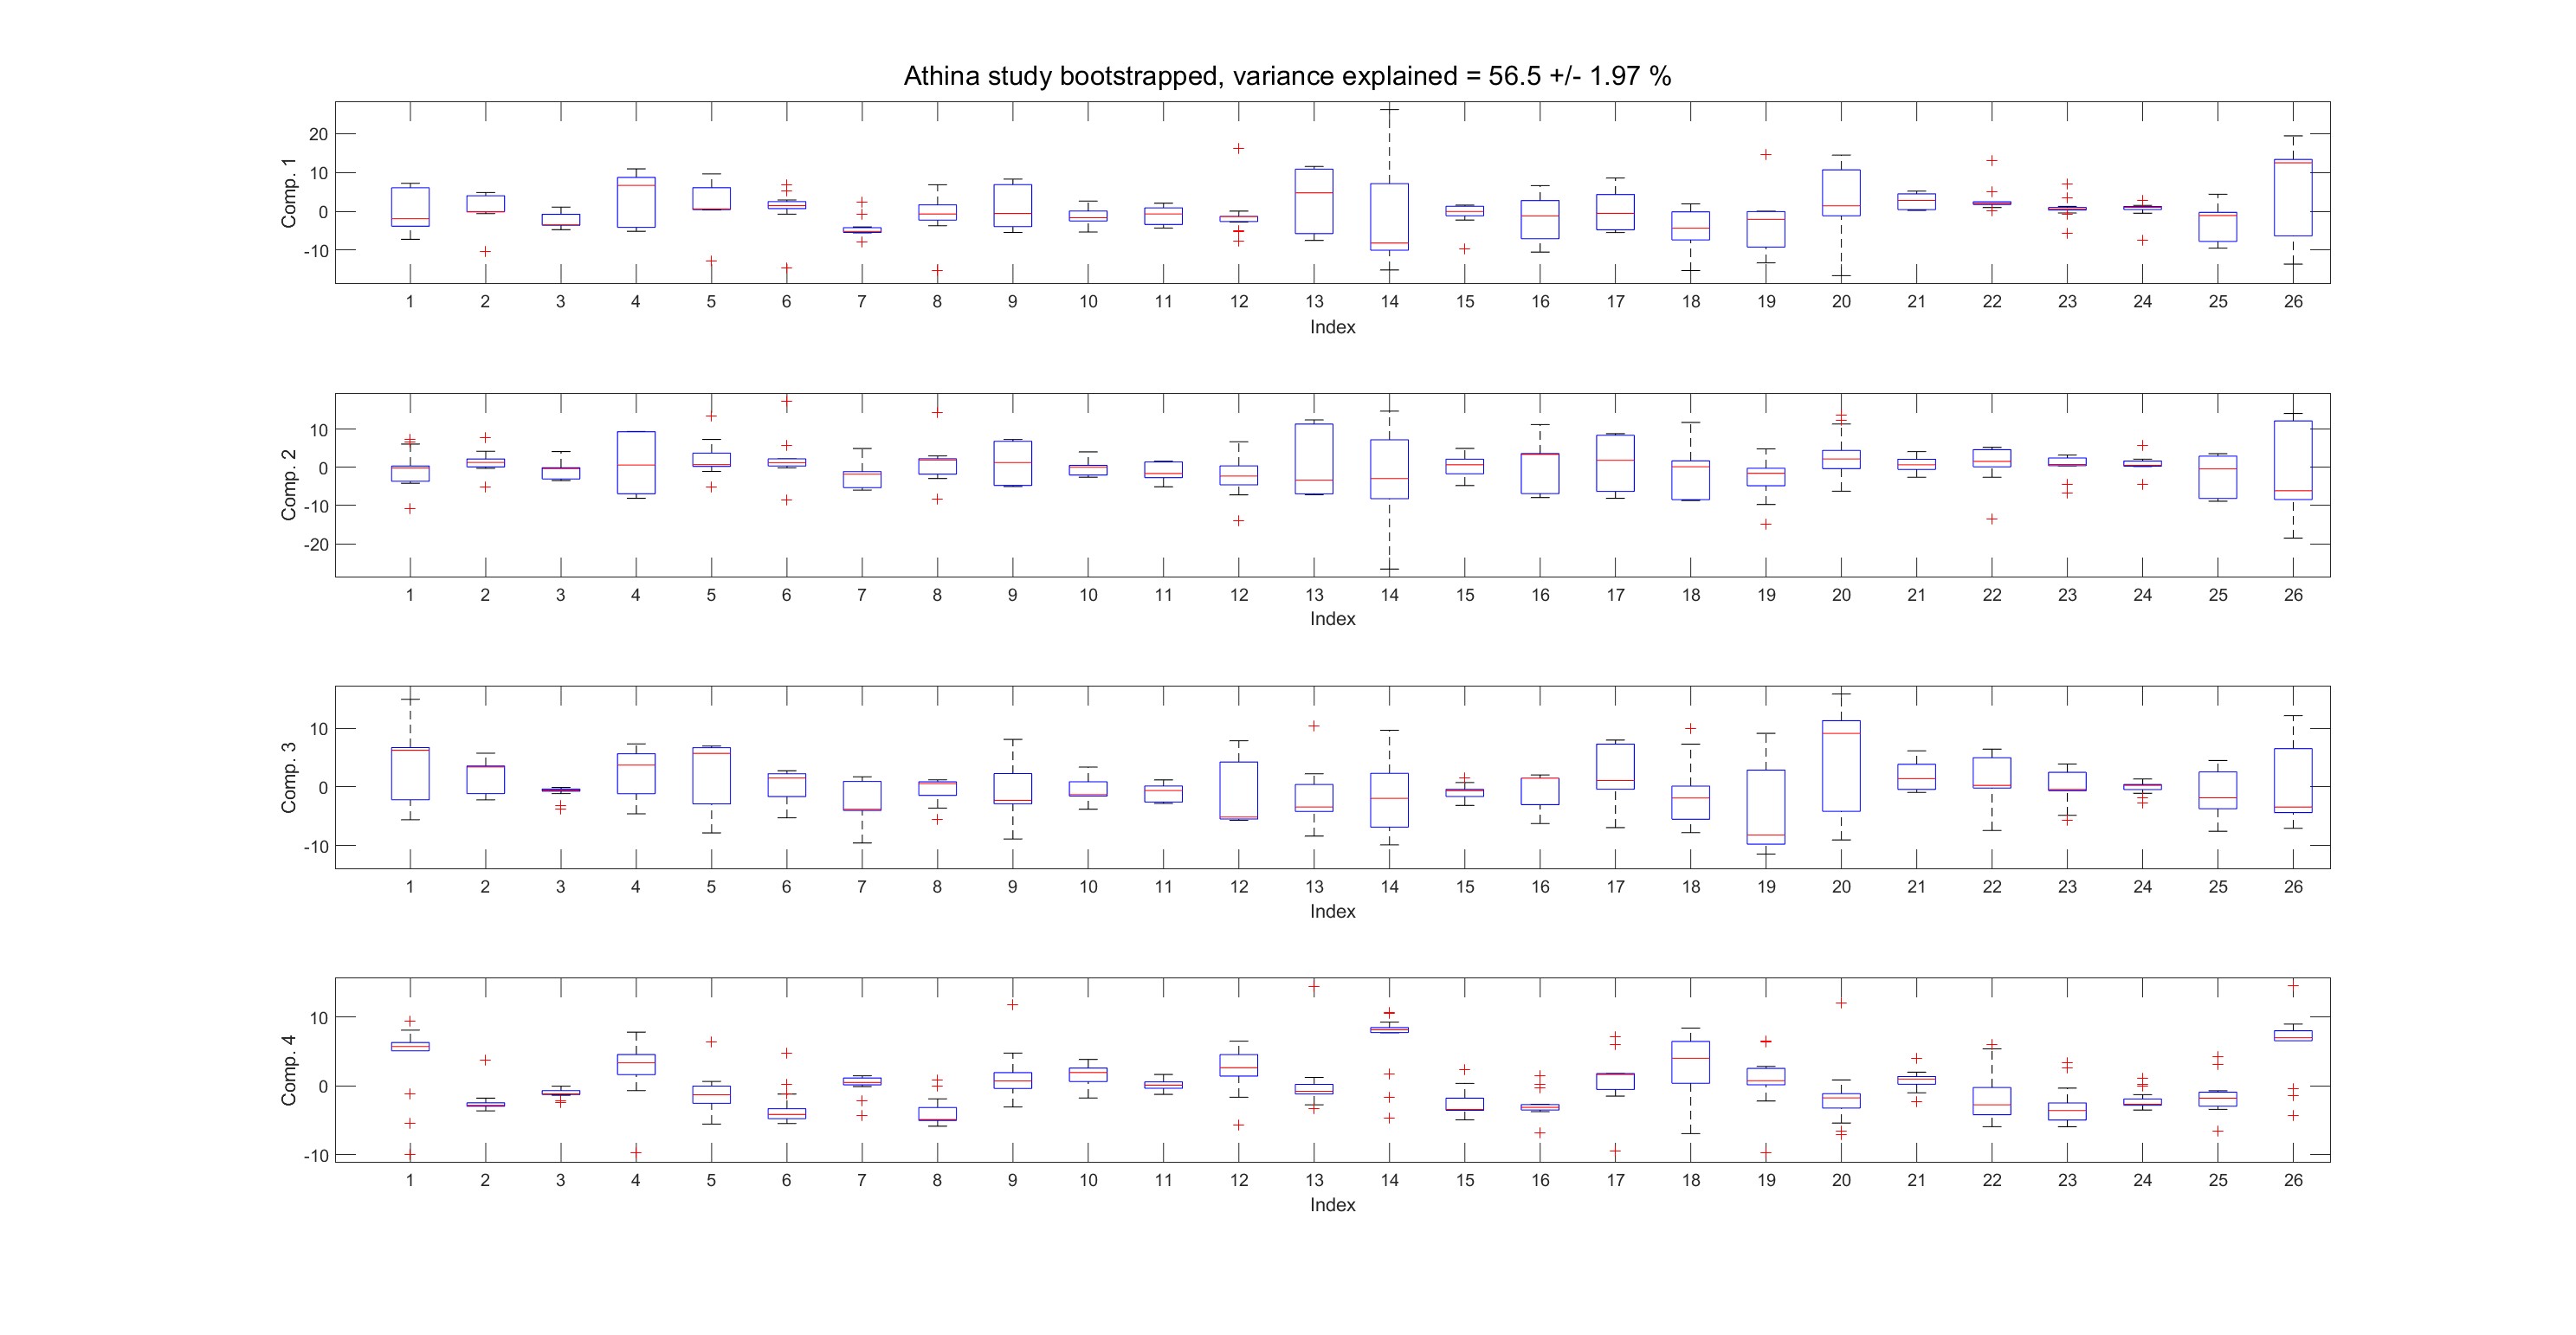 Athina study bootstrapped, variance explained = 56.5 +/- 1.97 %
Comp. 1
20
10
0
-10
1 2 3 4 5 6 7 8 9 10 11 12 13 14 15 16 17 18 19 20 21 22 23 24 25 26
Index
Comp. 2
10
0
-10
-20
1 2 3 4 5 6 7 8 9 10 11 12 13 14 15 16 17 18 19 20 21 22 23 24 25 26
Index
Comp. 3
10
0
-10
1 2 3 4 5 6 7 8 9 10 11 12 13 14 15 16 17 18 19 20 21 22 23 24 25 26
Index
Comp. 4
10
0
-10
1 2 3 4 5 6 7 8 9 10 11 12 13 14 15 16 17 18 19 20 21 22 23 24 25 26
Index